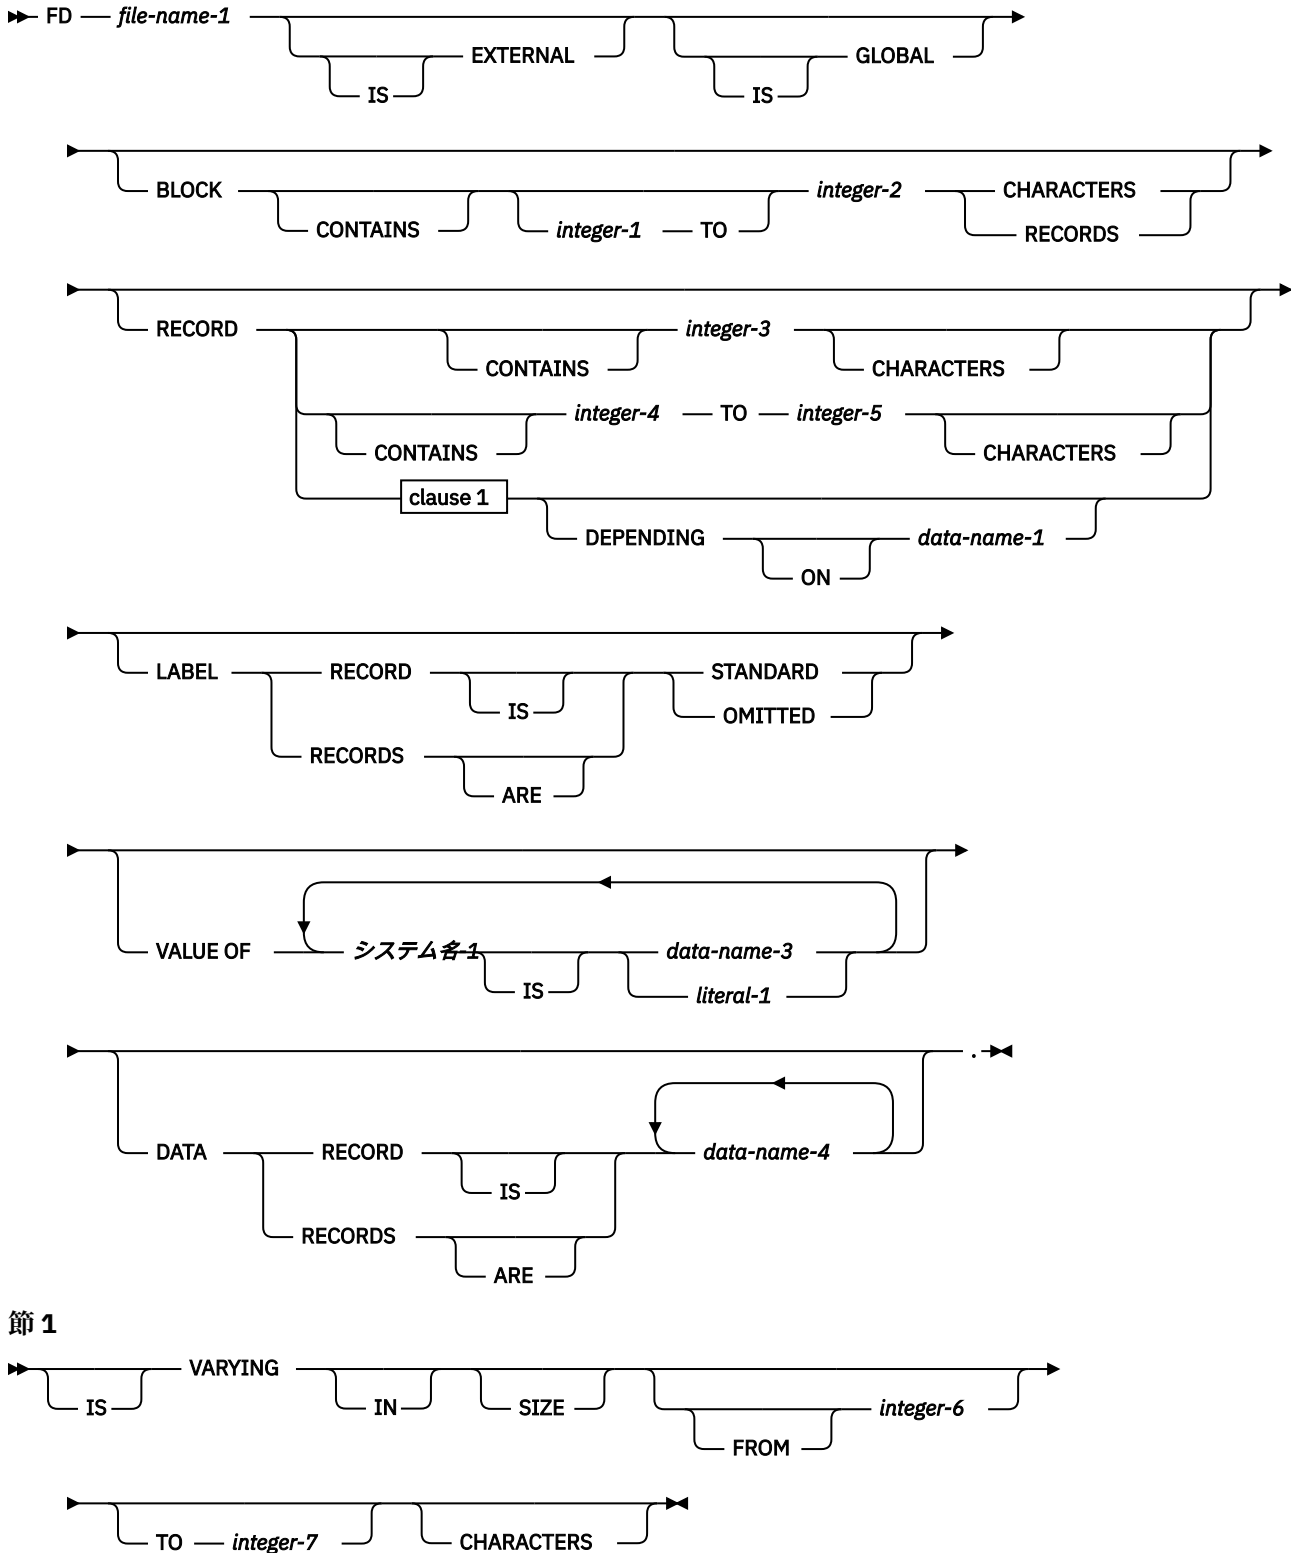 FD file-name-1
EXTERNAL GLOBAL
IS IS
BLOCK integer-2 CHARACTERS
CONTAINS integer-1 TO RECORDS
RECORD integer-3
CONTAINS CHARACTERS
integer-4 TO integer-5
CONTAINS CHARACTERS
clause 1
DEPENDING data-name-1
ON
LABEL RECORD STANDARD
IS OMITTED
RECORDS
ARE
VALUE OF システム名-1 data-name-3
IS literal-1
.
DATA RECORD data-name-4
IS
RECORDS
ARE
節 1
VARYING
IS IN SIZE integer-6
FROM
TO integer-7 CHARACTERS